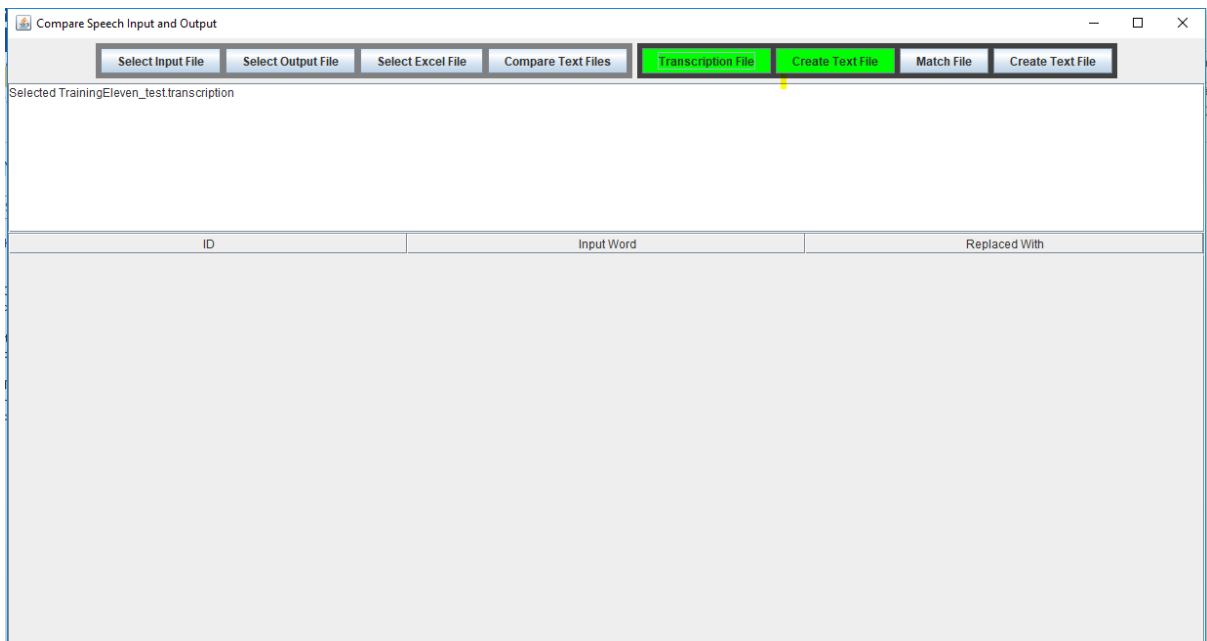 Compare Speech Input and Output
Select Input File Select Output File Select Excel File Compare Text Files Transcription File Create Text File Match File Create Text File
Selected TrainingEleven_test.transcription
ID Input Word Replaced With